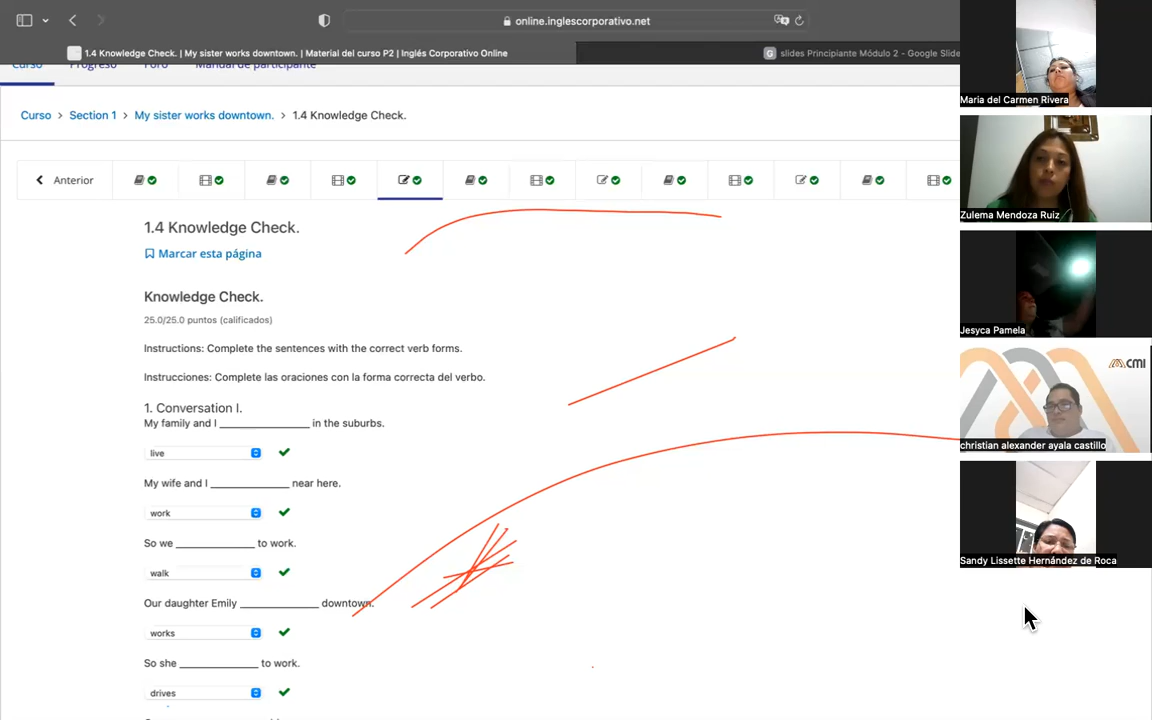 online.inglescorporativo.net
1.4 Knowledge Check. | My sister works downtown. | Material del curso P2 | Inglés Corporativo Online
G slides Principiante Módulo 2 - Google Slide
Curso Progreso Foro Manual de participante
Curso > Section 1 > My sister works downtown. > 1.4 Knowledge Check.
Anterior
1.4 Knowledge Check.
Marcar esta página
Knowledge Check.
25.0/25.0 puntos (calificados)
Instructions: Complete the sentences with the correct verb forms.
Instrucciones: Complete las oraciones con la forma correcta del verbo.
1. Conversation I.
My family and I ______________ in the suburbs.
live
My wife and I ____________ near here.
work
So we ____________ to work.
walk
Our daughter Emily ____________ downtown.
works
So she ____________ to work.
drives
Maria del Carmen Rivera
Zulema Mendoza Ruiz
Jesyca Pamela
CMI
christian alexander ayala castillo
Sandy Lissette Hernández de Roca